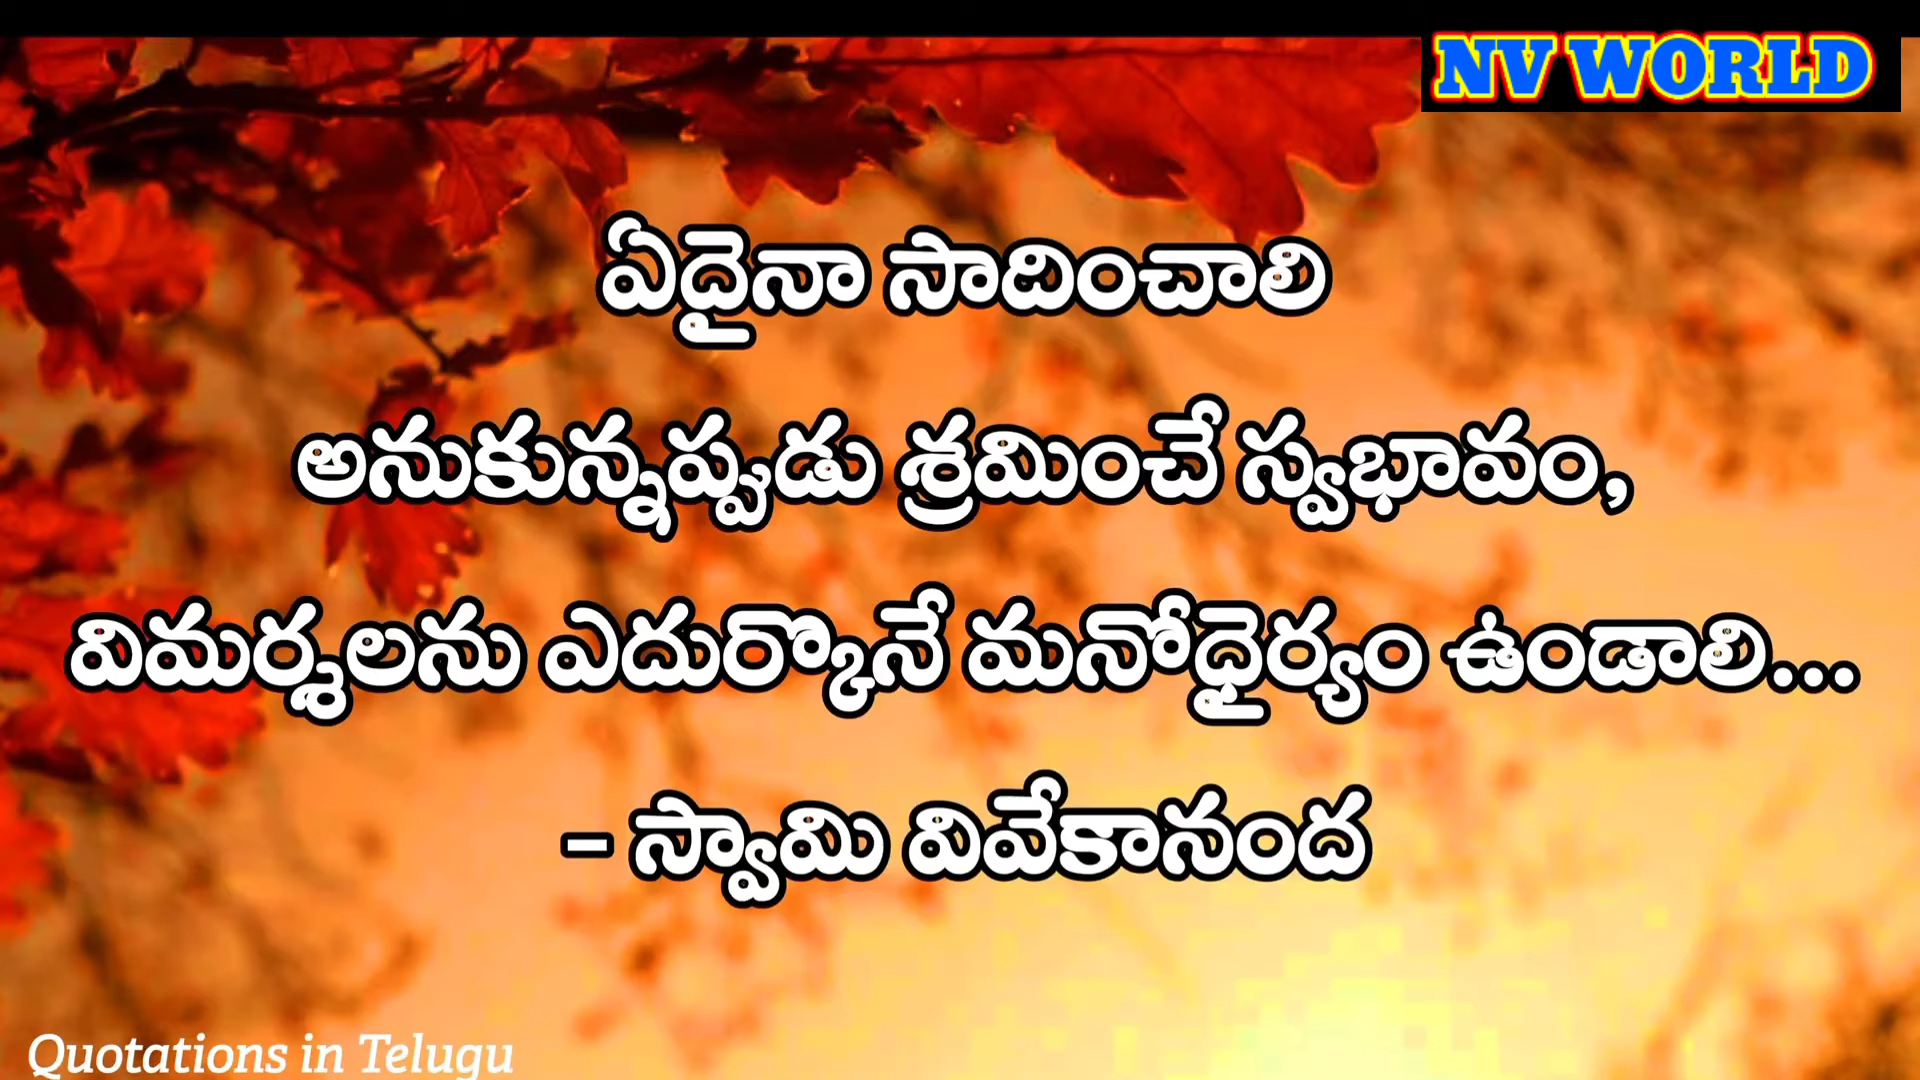 NV WORLD
ఏదైనా సాదించాలి
అనుకున్నప్పుడు శ్రమించే స్వభావం,
విమర్శలను ఎదుర్కొనే మనోధైర్యం ఉండాలి...
- స్వామి వివేకానంద
Quotations in Telugu